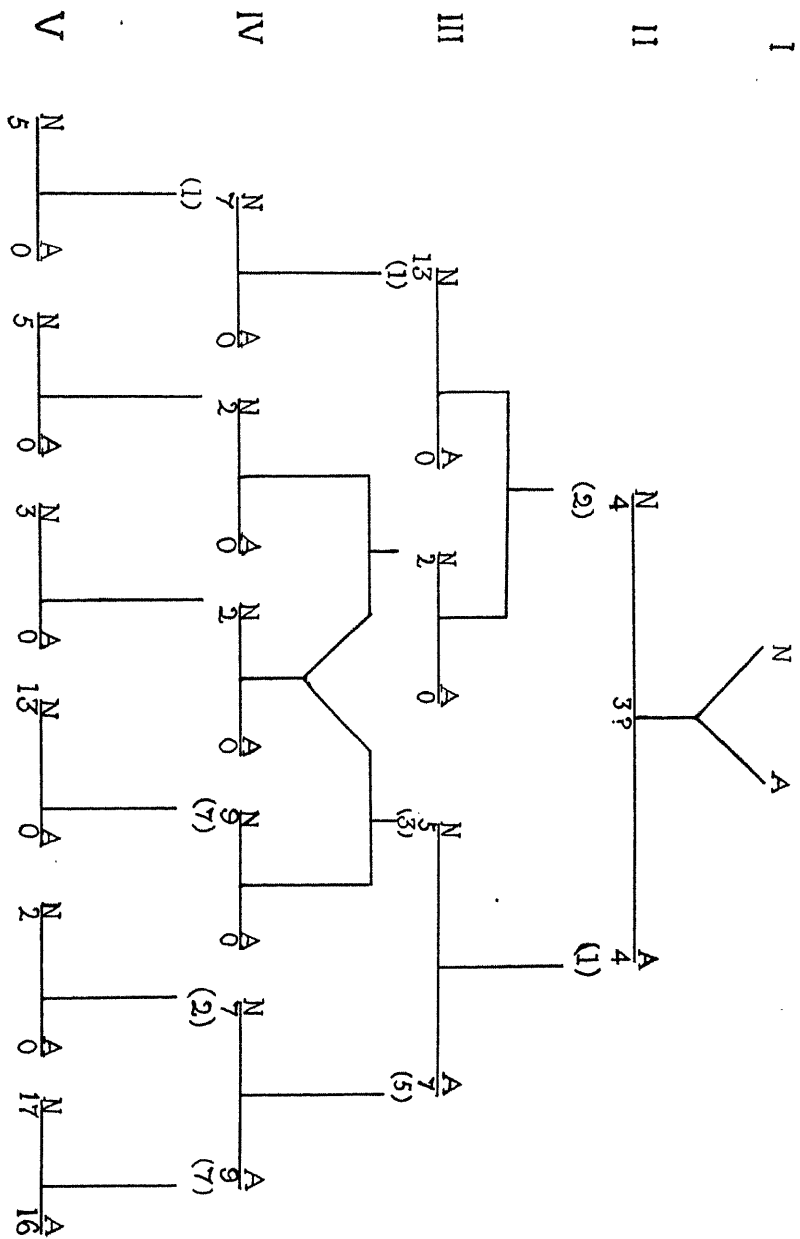 I N A
II N A
4 3? 4
(2) (1)
III N A N A N A
13 0 2 0 5 7
(1) (3) (5)
IV N A N A N A N A N A
7 0 2 0 2 0 9 0 7 9
(1) (7) (2) (7)
V N A N A N A N A N A N A
5 0 5 0 3 0 13 0 2 0 17 16